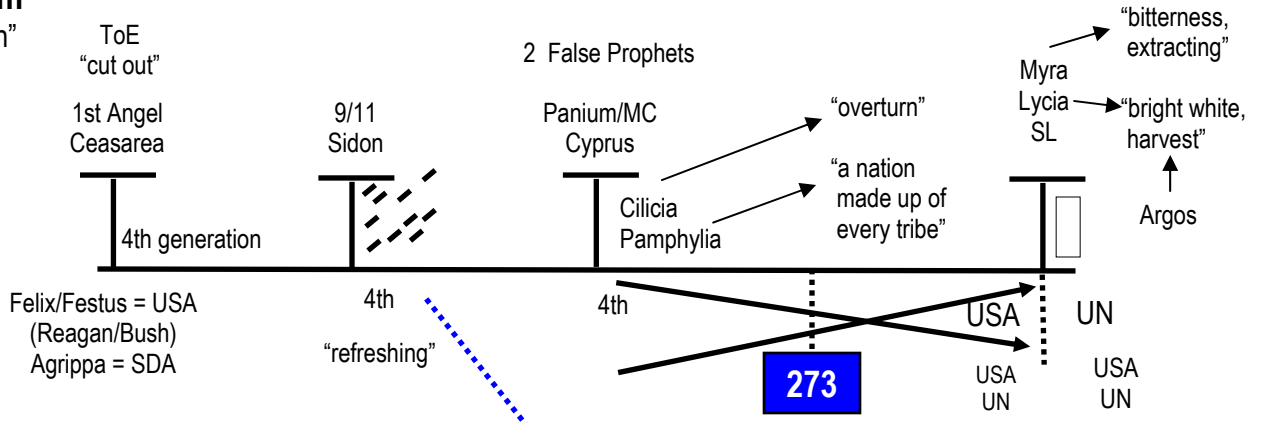 m
n”
ToE
“cut out”
1st Angel
Ceasarea
4th generation
Felix/Festus = USA
(Reagan/Bush)
Agrippa = SDA
9/11
Sidon
4th
“refreshing”
2 False Prophets
Panium/MC
Cyprus
Cilicia
Pamphylia
“overturn”
“a nation
made up of
every tribe”
4th
273
Myra
Lycia
SL
“bitterness,
extracting”
“bright white,
harvest”
Argos
USA
UN
USA
UN
USA
UN